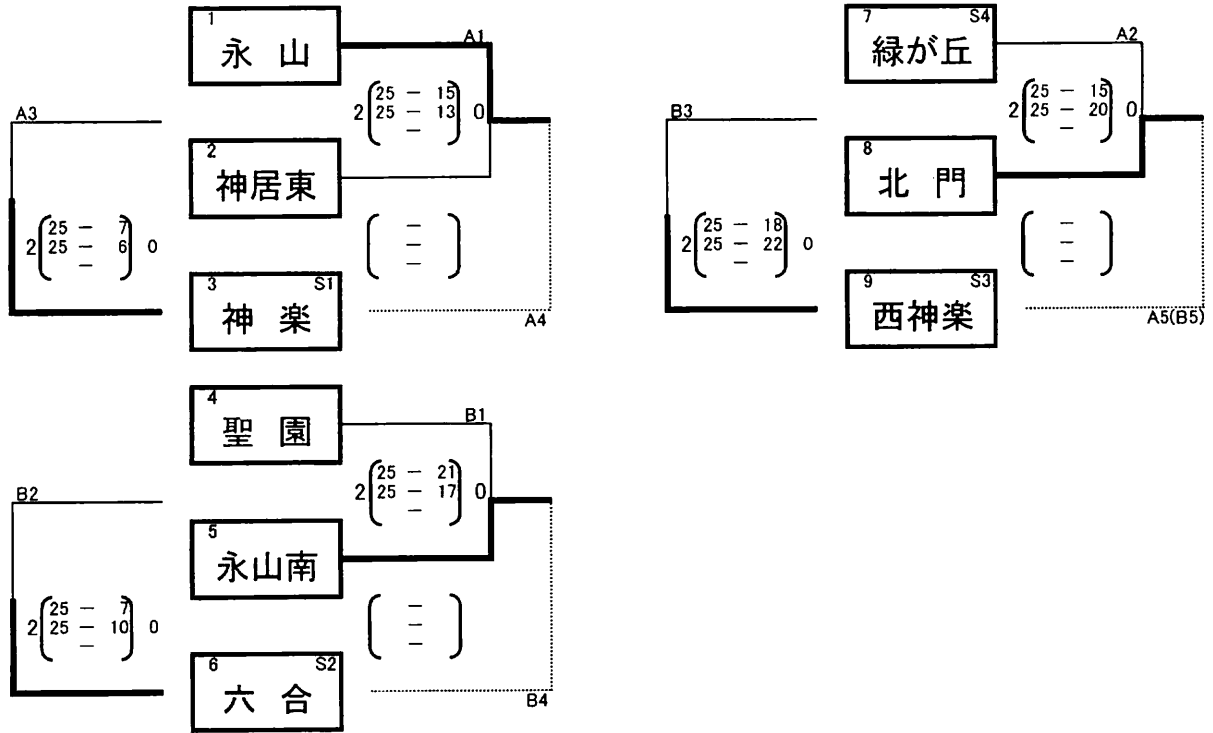 1
永 山
A1
2 25 － 15 0
25 － 13
－
A3
2
神居東
2 25 － 7 0
25 － 6
－
－
－
－
3 S1
神 楽
A4
4
聖 園
B1
2 25 － 21 0
25 － 17
－
B2
5
永山南
2 25 － 7 0
25 － 10
－
－
－
－
6 S2
六 合
B4
7 S4
緑が丘
A2
2 25 － 15 0
25 － 20
－
B3
8
北 門
2 25 － 18 0
25 － 22
－
－
－
－
9 S3
西神楽
A5(B5)